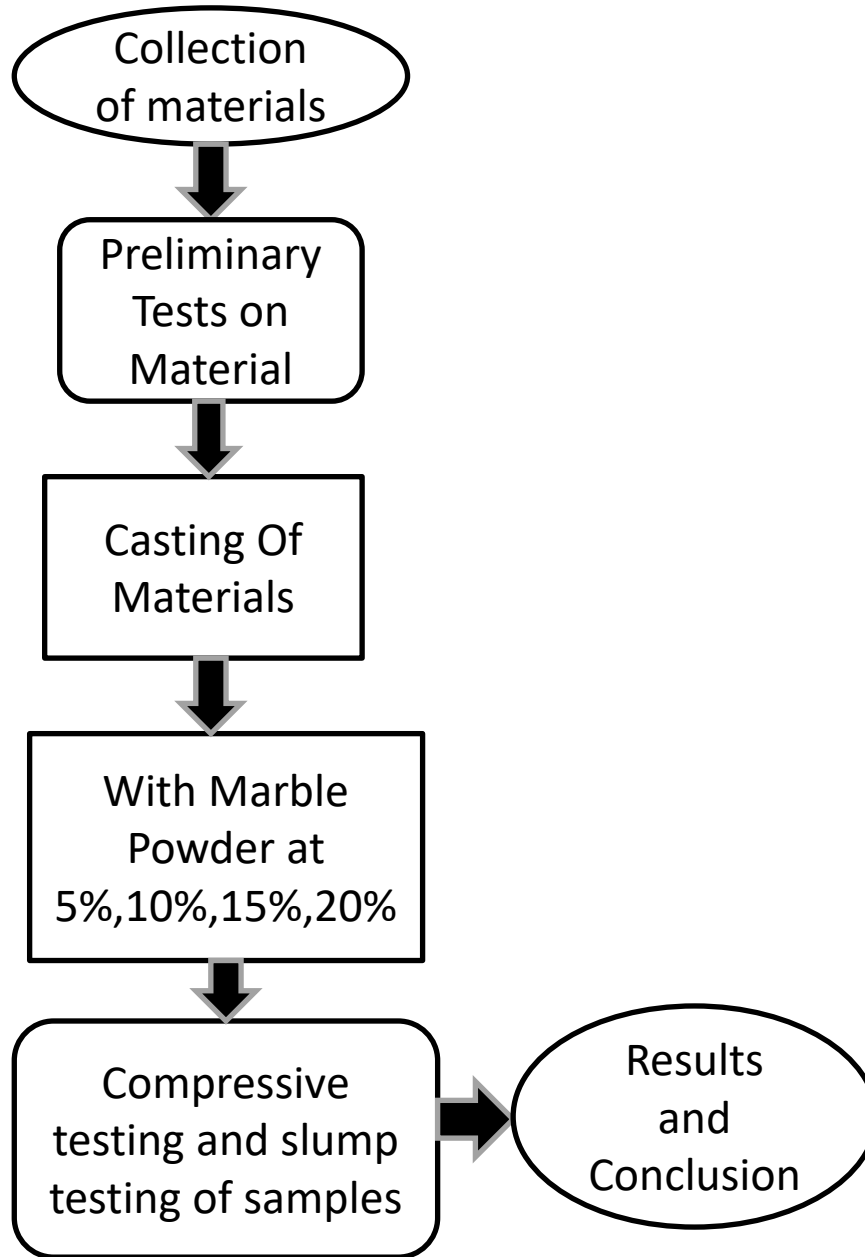 Collection
of materials
Preliminary
Tests on
Material
Casting Of
Materials
With Marble
Powder at
5%,10%,15%,20%
Compressive
testing and slump
testing of samples
Results
and
Conclusion